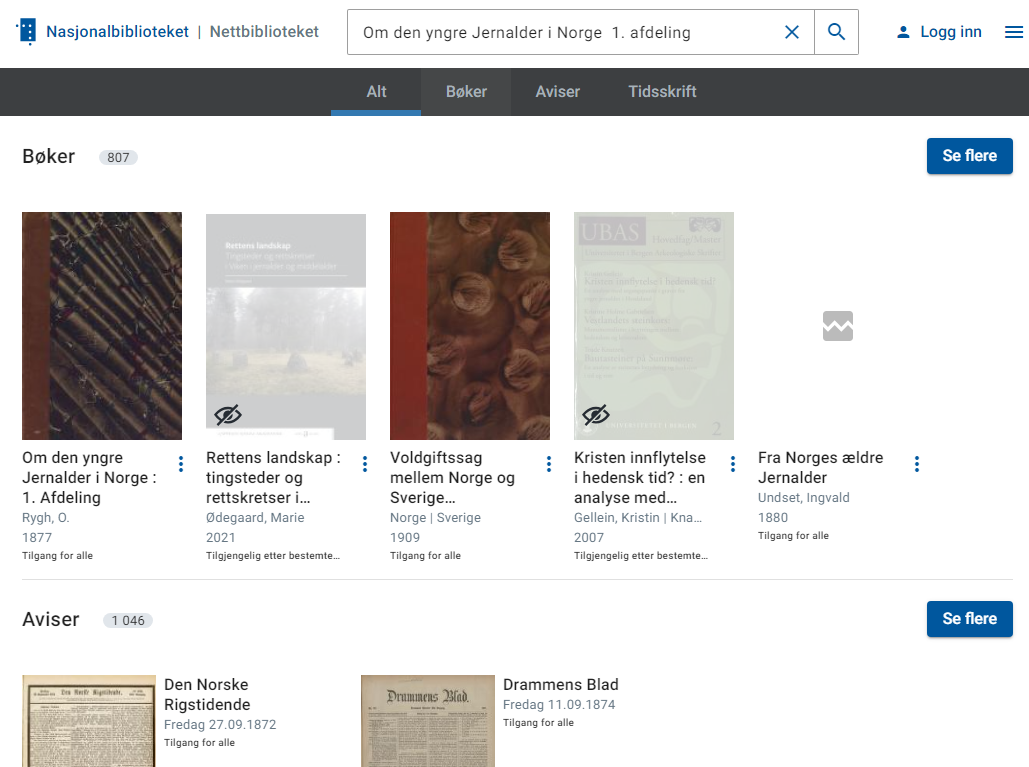 Nasjonalbiblioteket | Nettbiblioteket
Om den yngre Jernalder i Norge 1. afdeling
Logg inn
Alt
Bøker
Aviser
Tidsskrift
Bøker 807
Se flere
Rettens landskap:
Tingsteder og rettskretser
i Viken i jernalder og middelalder
UBAS
Hovedfag/Master
Kristen innflytelse i hedensk tid?
Vestlandets steinkors
Baugnaminer på Sunnmøre
UNIVERSITETET I BERGEN
2
Om den yngre
Jernalder i Norge :
1. Afdeling
Rygh, O.
1877
Tilgang for alle
Rettens landskap :
tingsteder og
rettskretser i...
Ødegaard, Marie
2021
Tilgjengelig etter bestemte...
Voldgiftssag
mellem Norge og
Sverige...
Norge | Sverige
1909
Tilgang for alle
Kristen innflytelse
i hedensk tid? : en
analyse med...
Gellein, Kristin | Kna...
2007
Tilgjengelig etter bestemte...
Fra Norges ældre
Jernalder
Undset, Ingvald
1880
Tilgang for alle
Aviser 1 046
Se flere
Den Norske Rigstidende.
Den Norske
Rigstidende
Fredag 27.09.1872
Tilgang for alle
Drammens Blad.
Drammens Blad
Fredag 11.09.1874
Tilgang for alle